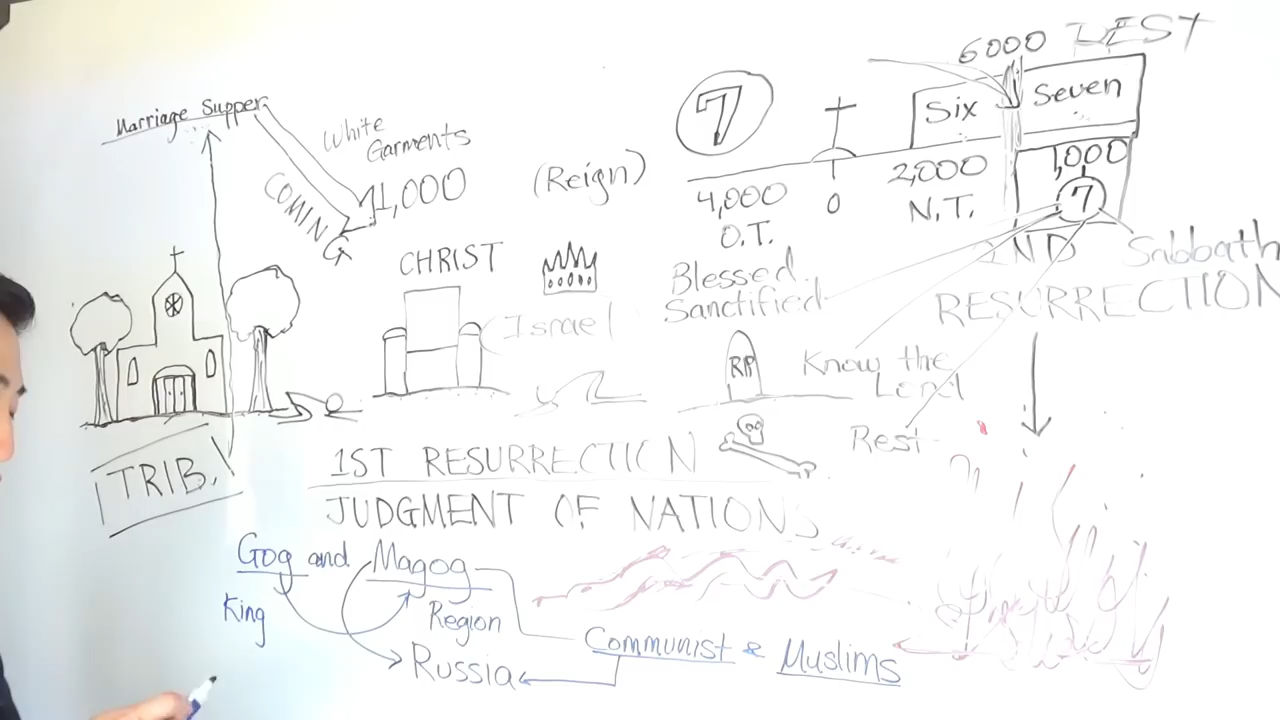 Marriage Supper
White
Garments
COMING
1,000
(Reign)
CHRIST
Israel
TRIB.
7
6000
Six
Seven
4,000
O.T.
0
2,000
N.T.
1,000
7
Blessed
Sanctified
Know the
Lord
Rest
Sabbath
2ND
RESURRECTION
RIP
1ST RESURRECTION
JUDGMENT OF NATIONS
Gog and Magog
King
Region
Russia
Communist & Muslims